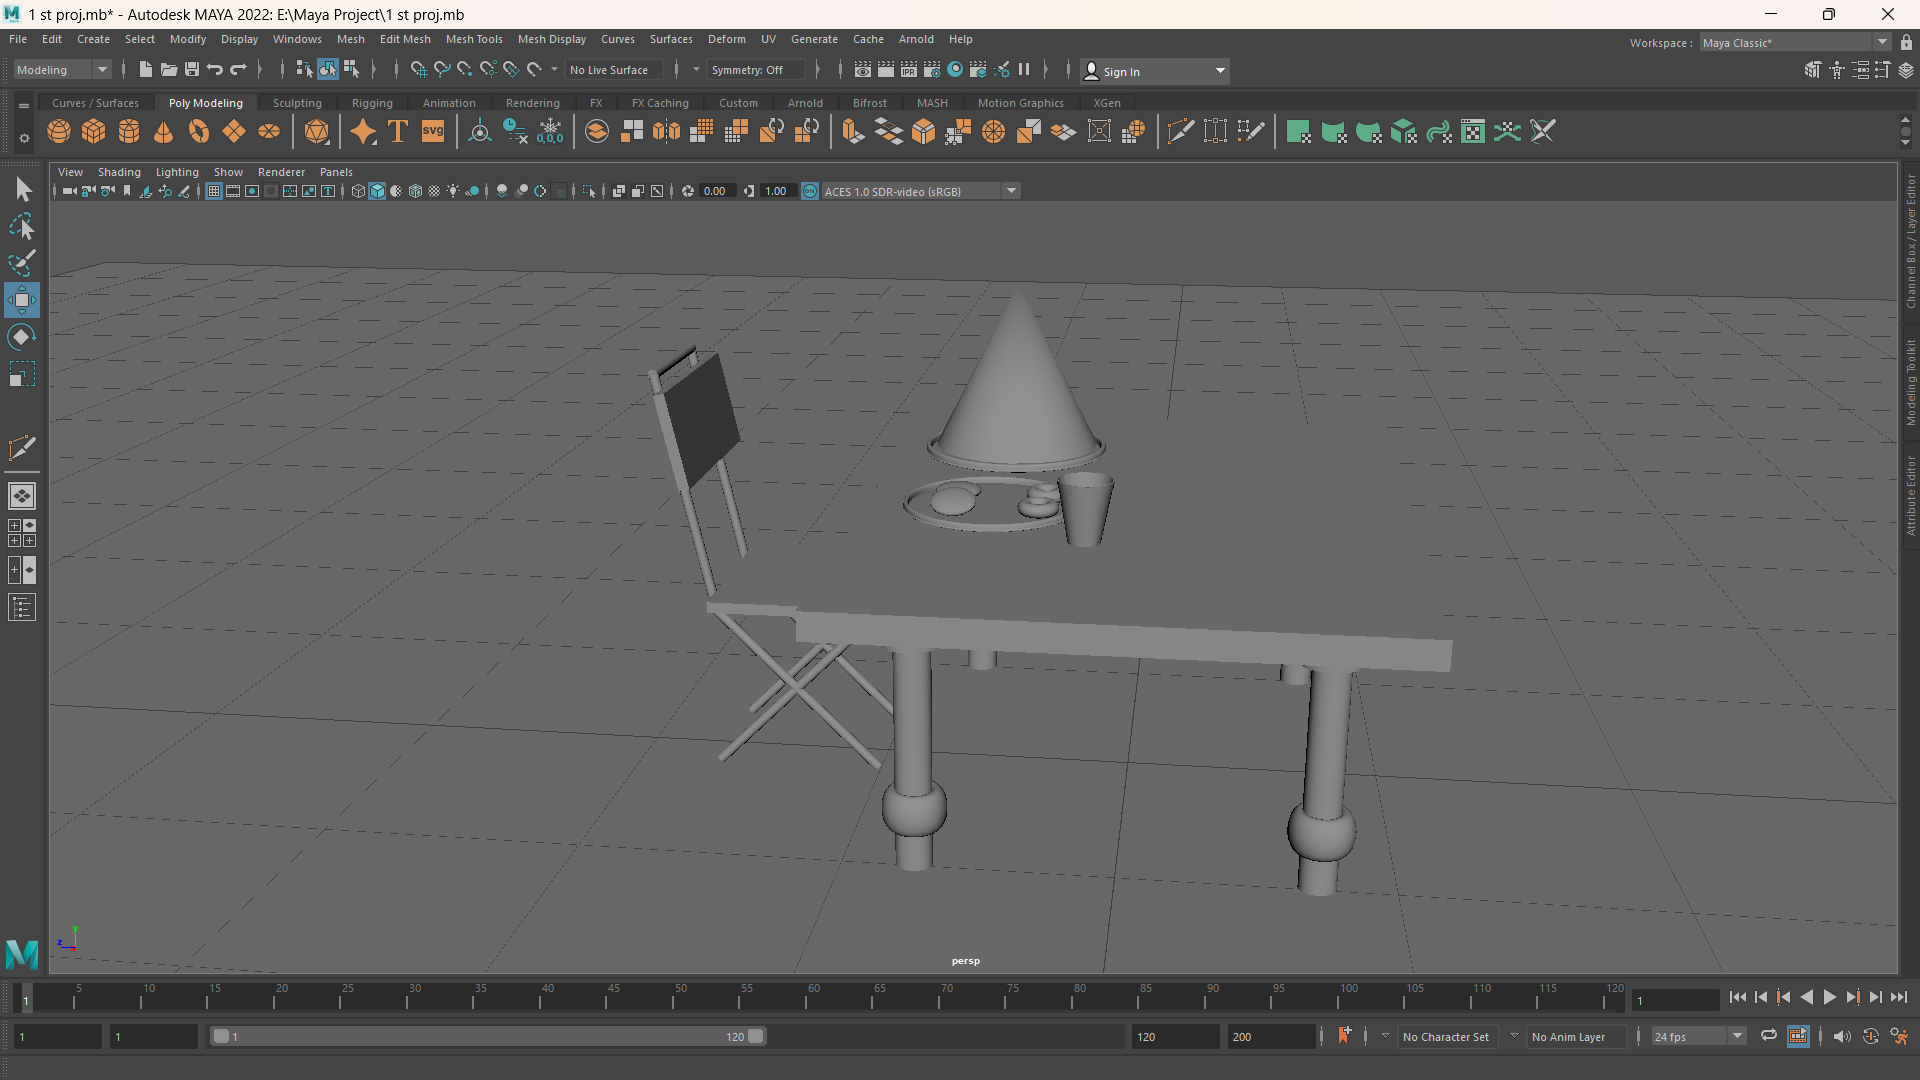 1 st proj.mb* - Autodesk MAYA 2022: E:\Maya Project\1 st proj.mb
File Edit Create Select Modify Display Windows Mesh Edit Mesh Mesh Tools Mesh Display Curves Surfaces Deform UV Generate Cache Arnold Help
Workspace : Maya Classic*
Modeling No Live Surface Symmetry: Off IPR Sign In
Curves / Surfaces Poly Modeling Sculpting Rigging Animation Rendering FX FX Caching Custom Arnold Bifrost MASH Motion Graphics XGen
T SVG 0,0,0
View Shading Lighting Show Renderer Panels
0.00 1.00 ON ACES 1.0 SDR-video (sRGB)
Channel Box / Layer Editor
Modeling Toolkit
Attribute Editor
y
z
persp
1 5 10 15 20 25 30 35 40 45 50 55 60 65 70 75 80 85 90 95 100 105 110 115 120 1
1 1 1 120 120 200 No Character Set No Anim Layer 24 fps